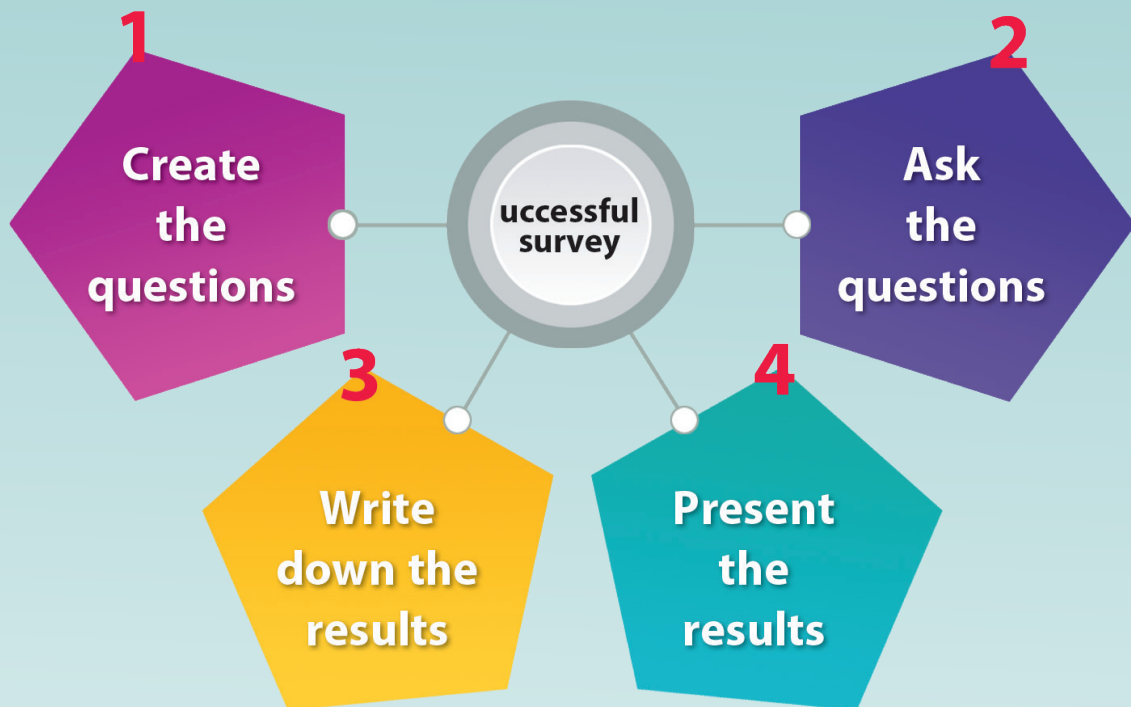 1
Create
the
questions
uccessful
survey
2
Ask
the
questions
3
Write
down the
results
4
Present
the
results